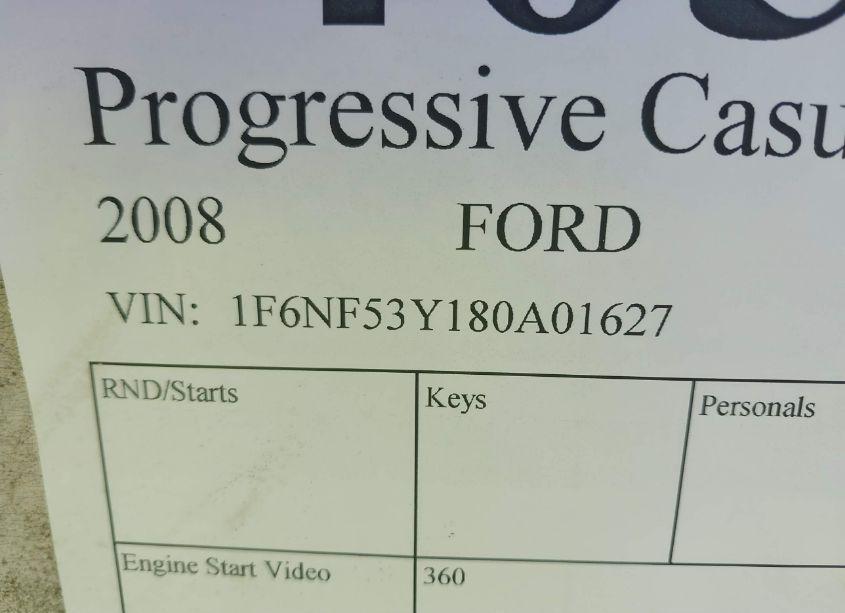 Progressive Casu
2008 FORD
VIN: 1F6NF53Y180A01627
RND/Starts Keys Personals
Engine Start Video 360